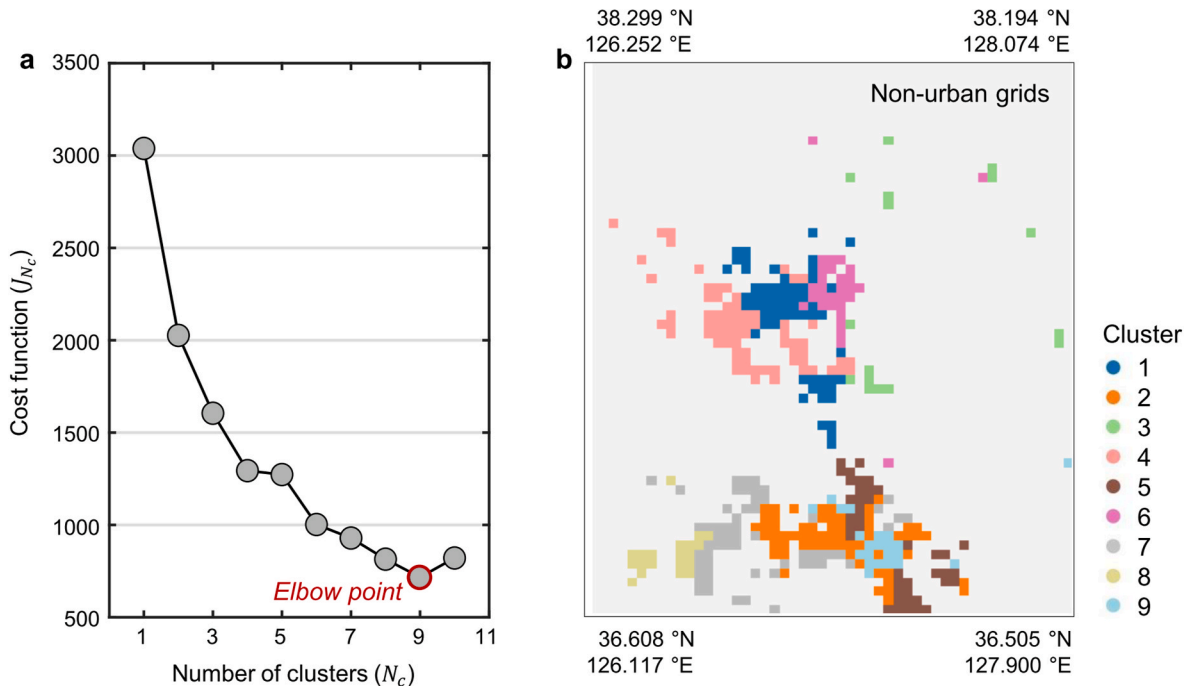 a
3500
3000
2500
2000
1500
1000
500
Cost function (J_{N_c})
Elbow point
1
3
5
7
9
11
Number of clusters (N_c)
b
38.299 °N
126.252 °E
38.194 °N
128.074 °E
Non-urban grids
36.608 °N
126.117 °E
36.505 °N
127.900 °E
Cluster
1
2
3
4
5
6
7
8
9